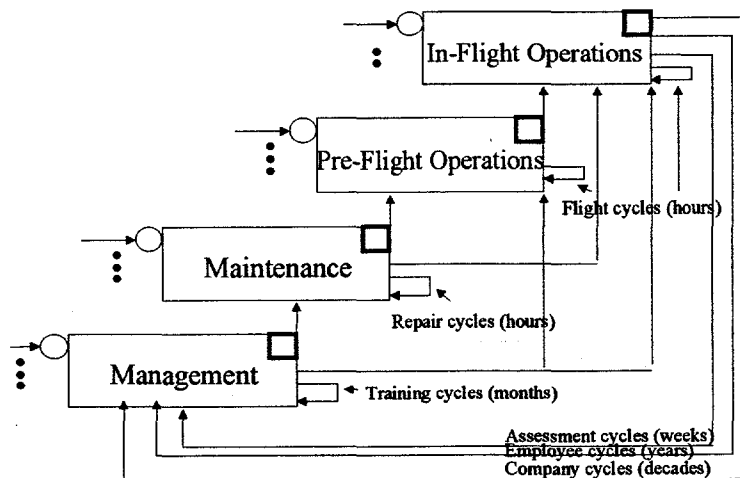 In-Flight Operations
Pre-Flight Operations
Flight cycles (hours)
Maintenance
Repair cycles (hours)
Management
Training cycles (months)
Assessment cycles (weeks)
Employee cycles (years)
Company cycles (decades)